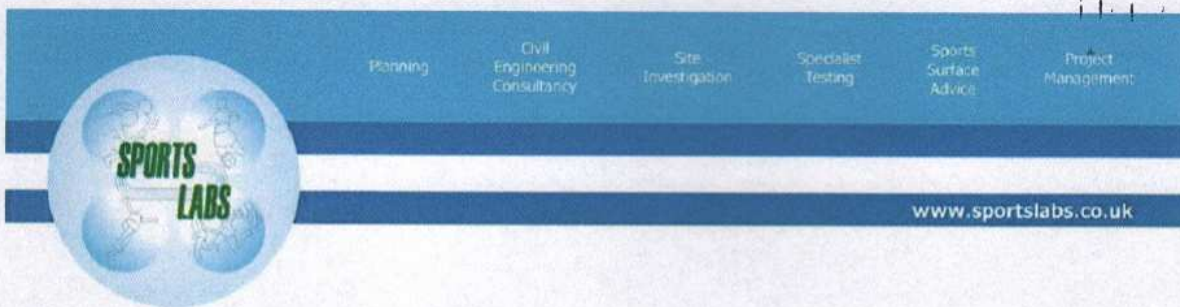 Planning
Civil
Engineering
Consultancy
Site
Investigation
Specialist
Testing
Sports
Surface
Advice
Project
Management
SPORTS
LABS
www.sportslabs.co.uk